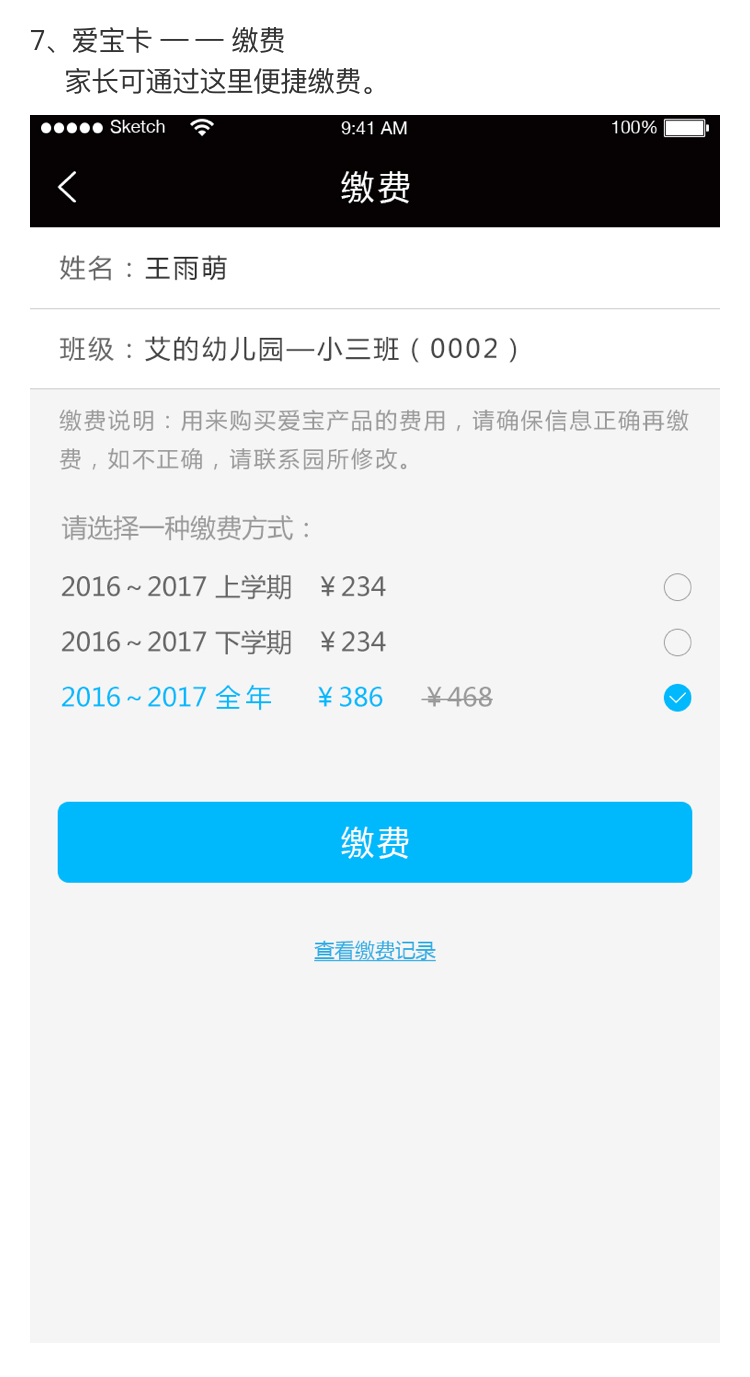 7、爱宝卡 — — 缴费
家长可通过这里便捷缴费。
Sketch 9:41 AM 100%
缴费
姓名：王雨萌
班级：艾的幼儿园—小三班（0002）
缴费说明：用来购买爱宝产品的费用，请确保信息正确再缴
费，如不正确，请联系园所修改。
请选择一种缴费方式：
2016~2017 上学期 ¥234
2016~2017 下学期 ¥234
2016~2017 全年 ¥386 ¥468
缴费
查看缴费记录